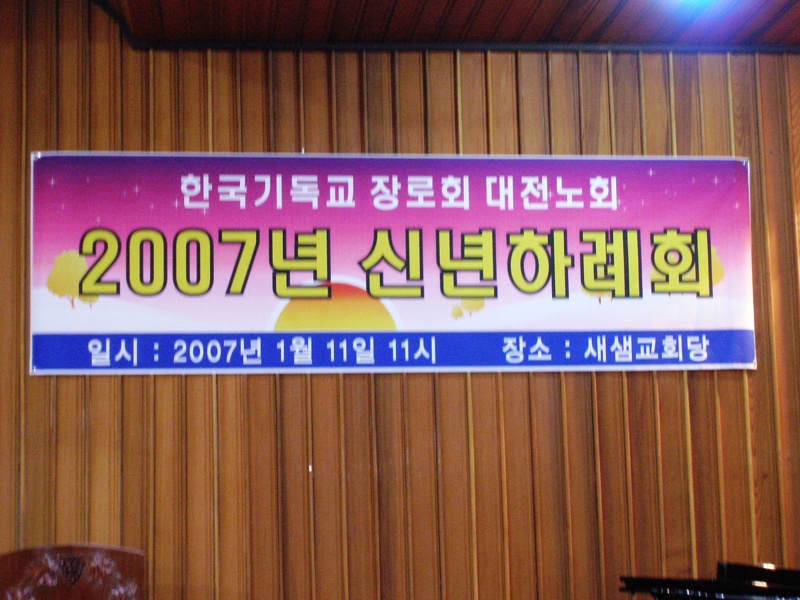 한국기독교 장로회 대전노회
2007년 신년하례회
일시 : 2007년 1월 11일 11시 장소 : 새샘교회당